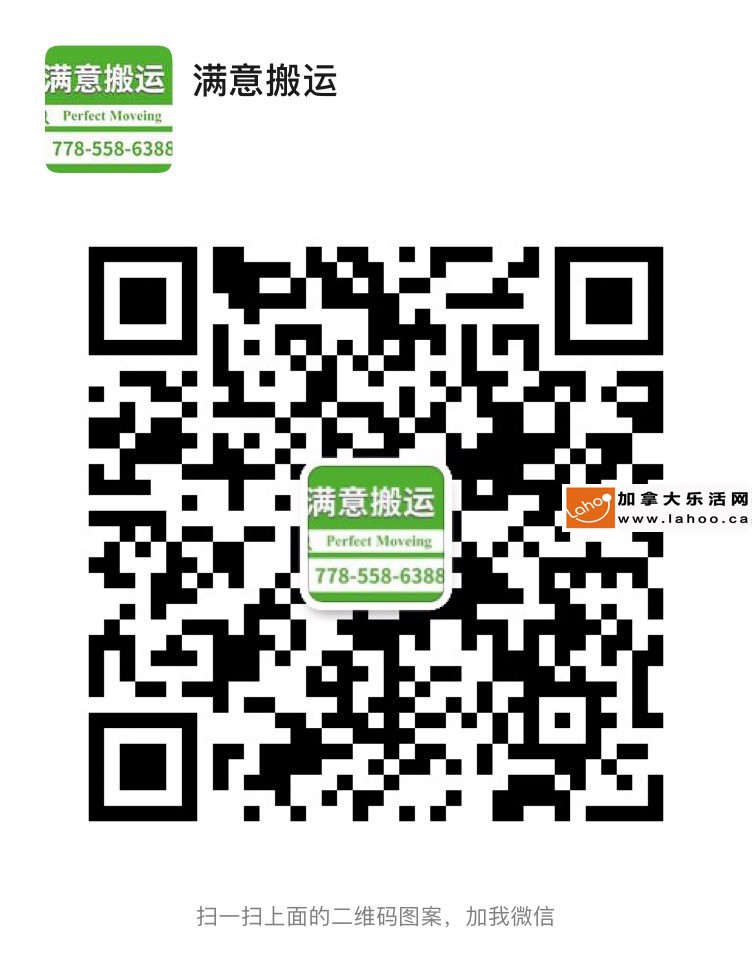 满意搬运
Perfect Moveing
778-558-6388
满意搬运
满意搬运
Perfect Moveing
778-558-6388
Lahoo
加拿大乐活网
www.lahoo.ca
扫一扫上面的二维码图案，加我微信